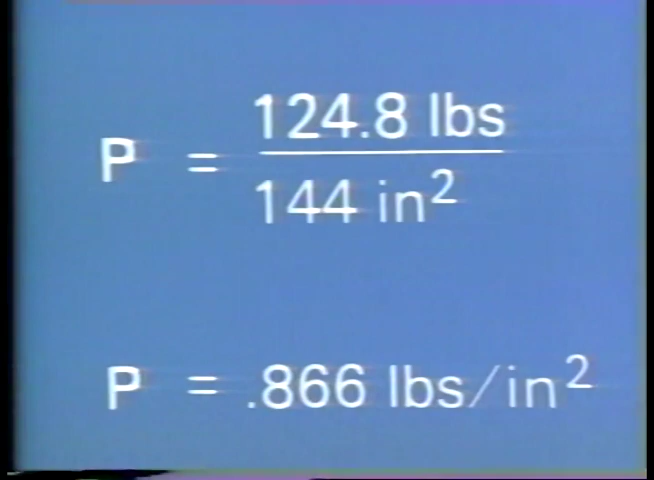 P = 124.8 lbs / 144 in²
P = .866 lbs/in²